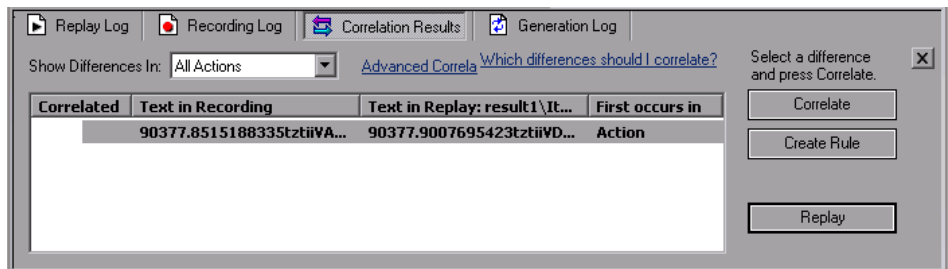 Replay Log Recording Log Correlation Results Generation Log
Show Differences In: All Actions Advanced Correla Which differences should I correlate?
Select a difference
and press Correlate.
Correlated Text in Recording Text in Replay: result1\It... First occurs in
90377.8515188335tztii¥A... 90377.9007695423tztii¥D... Action
Correlate
Create Rule
Replay